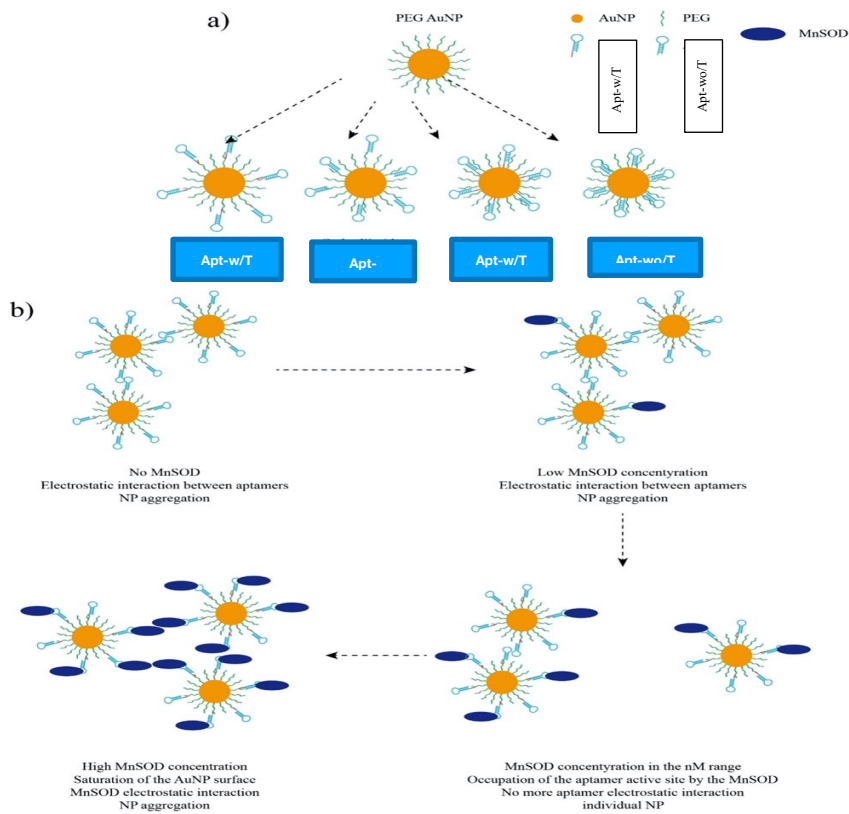 a)
PEG AuNP
AuNP
PEG
MnSOD
Apt-w/T
Apt-wo/T
Apt-w/T
Apt-
Apt-w/T
Apt-wo/T
b)
No MnSOD
Electrostatic interaction between aptamers
NP aggregation
Low MnSOD concentyration
Electrostatic interaction between aptamers
NP aggregation
High MnSOD concentration
Saturation of the AuNP surface
MnSOD electrostatic interaction
NP aggregation
MnSOD concentyration in the nM range
Occupation of the aptamer active site by the MnSOD
No more aptamer electrostatic interaction
individual NP